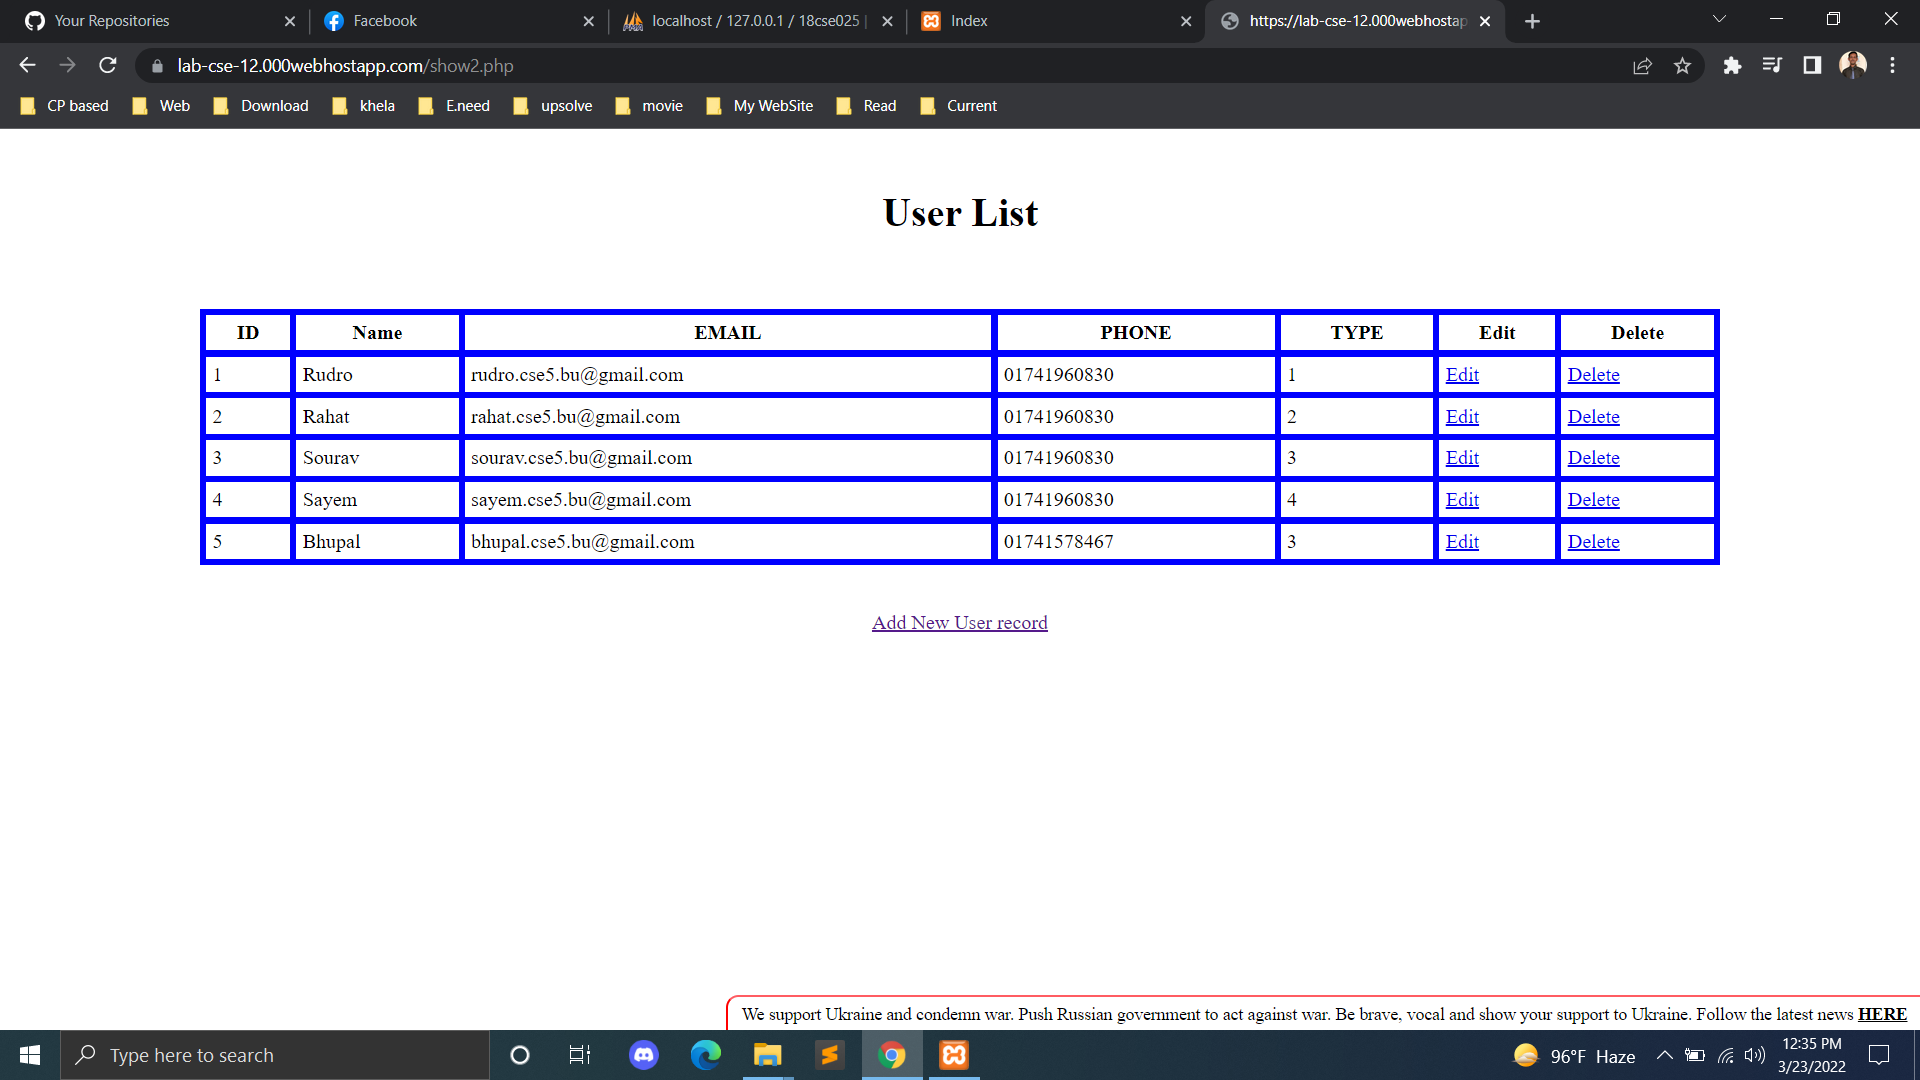 Your Repositories
Facebook
localhost / 127.0.0.1 / 18cse025 |
Index
https://lab-cse-12.000webhostap
lab-cse-12.000webhostapp.com/show2.php
CP based Web Download khela E.need upsolve movie My WebSite Read Current
User List
ID Name EMAIL PHONE TYPE Edit Delete
1 Rudro rudro.cse5.bu@gmail.com 01741960830 1 Edit Delete
2 Rahat rahat.cse5.bu@gmail.com 01741960830 2 Edit Delete
3 Sourav sourav.cse5.bu@gmail.com 01741960830 3 Edit Delete
4 Sayem sayem.cse5.bu@gmail.com 01741960830 4 Edit Delete
5 Bhupal bhupal.cse5.bu@gmail.com 01741578467 3 Edit Delete
Add New User record
We support Ukraine and condemn war. Push Russian government to act against war. Be brave, vocal and show your support to Ukraine. Follow the latest news HERE
Type here to search
96°F Haze
12:35 PM
3/23/2022